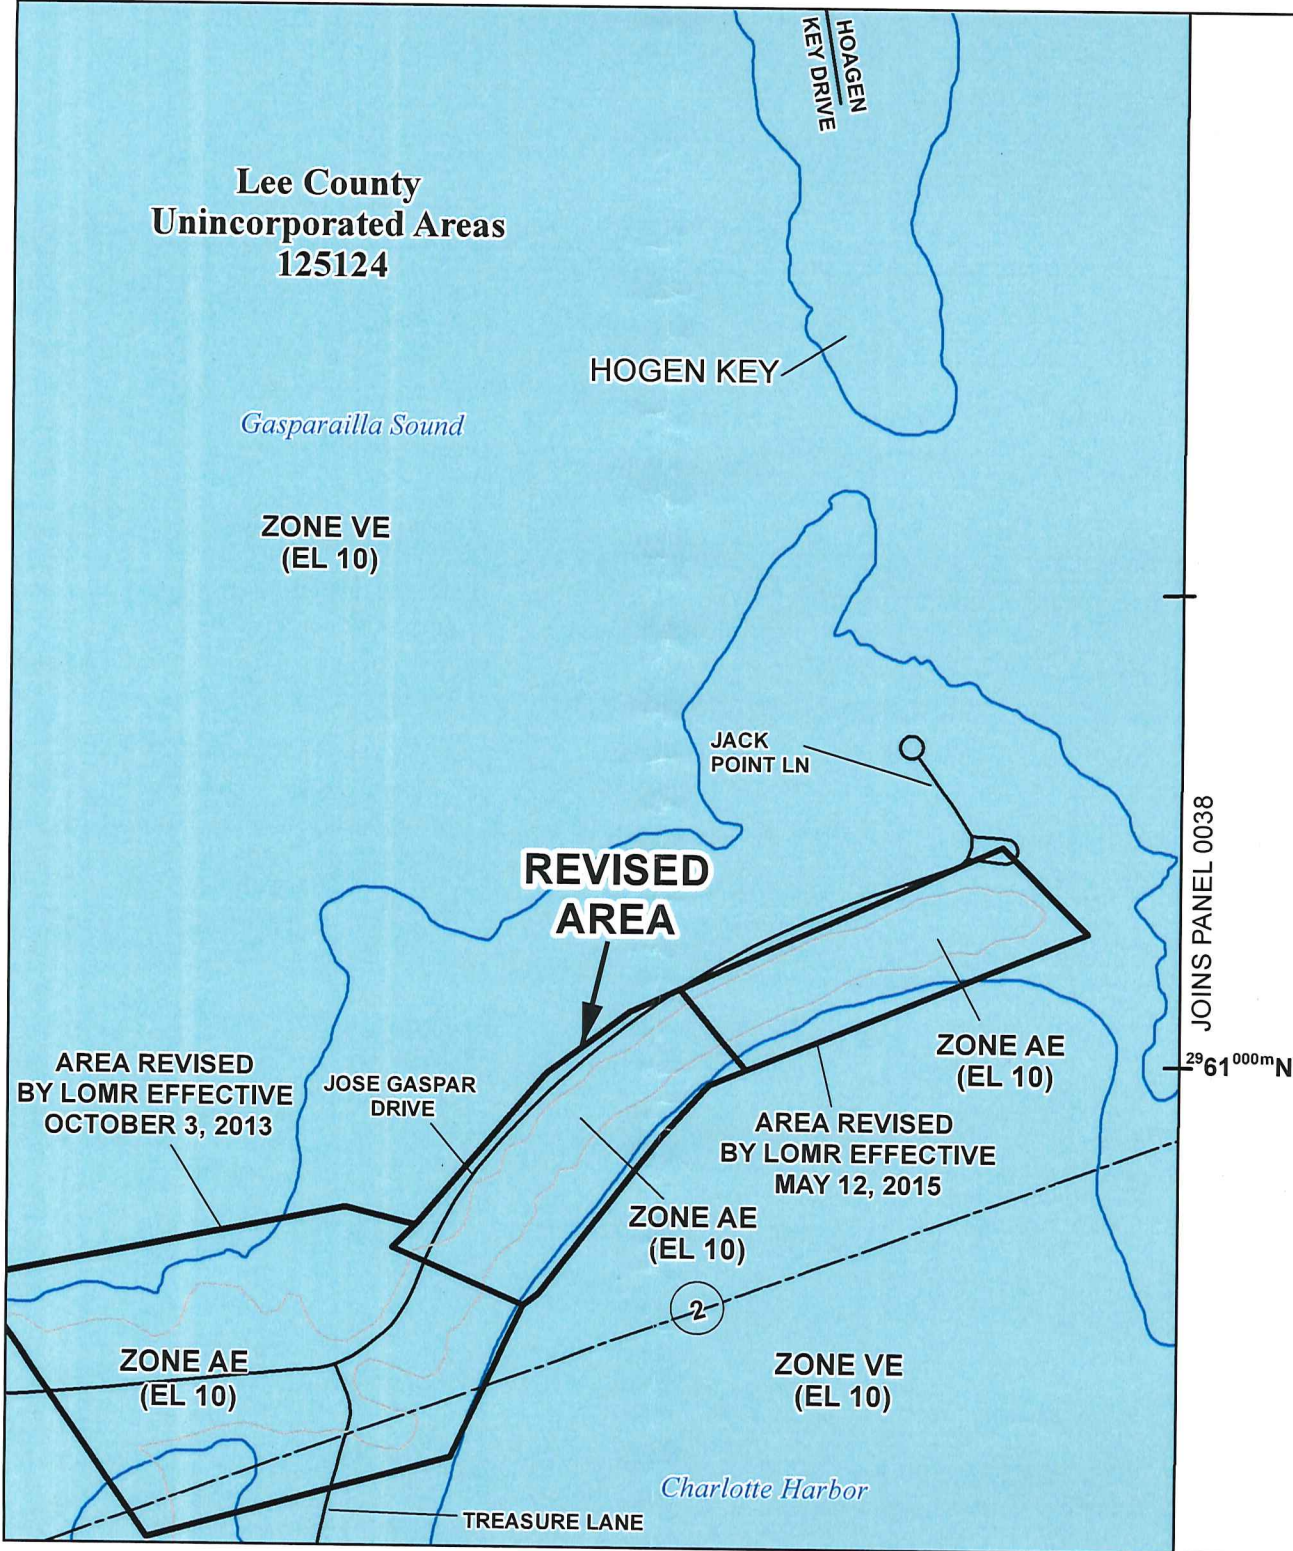 HOAGEN
KEY DRIVE
Lee County
Unincorporated Areas
125124
HOGEN KEY
Gasparailla Sound
ZONE VE
(EL 10)
JACK
POINT LN
JOINS PANEL 0038
REVISED
AREA
ZONE AE
(EL 10)
2961000mN
AREA REVISED
BY LOMR EFFECTIVE
OCTOBER 3, 2013
JOSE GASPAR
DRIVE
AREA REVISED
BY LOMR EFFECTIVE
MAY 12, 2015
ZONE AE
(EL 10)
2
ZONE AE
(EL 10)
ZONE VE
(EL 10)
Charlotte Harbor
TREASURE LANE